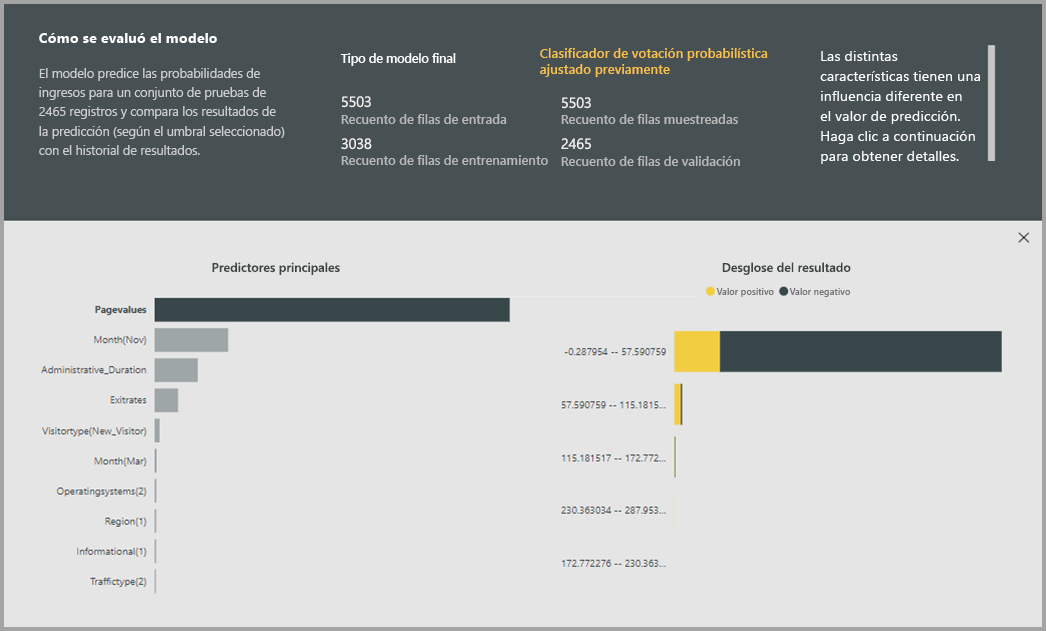 Cómo se evaluó el modelo
El modelo predice las probabilidades de
ingresos para un conjunto de pruebas de
2465 registros y compara los resultados de
la predicción (según el umbral seleccionado)
con el historial de resultados.
Tipo de modelo final
Clasificador de votación probabilística
ajustado previamente
5503
Recuento de filas de entrada
5503
Recuento de filas muestreadas
3038
Recuento de filas de entrenamiento
2465
Recuento de filas de validación
Las distintas
características tienen una
influencia diferente en
el valor de predicción.
Haga clic a continuación
para obtener detalles.
Predictores principales
Pagevalues
Month(Nov)
Administrative_Duration
Exitrates
Visitortype(New_Visitor)
Month(Mar)
Operatingsystems(2)
Region(1)
Informational(1)
Traffictype(2)
Desglose del resultado
Valor positivo Valor negativo
-0.287954 -- 57.590759
57.590759 -- 115.1815...
115.181517 -- 172.772...
230.363034 -- 287.953...
172.772276 -- 230.363...